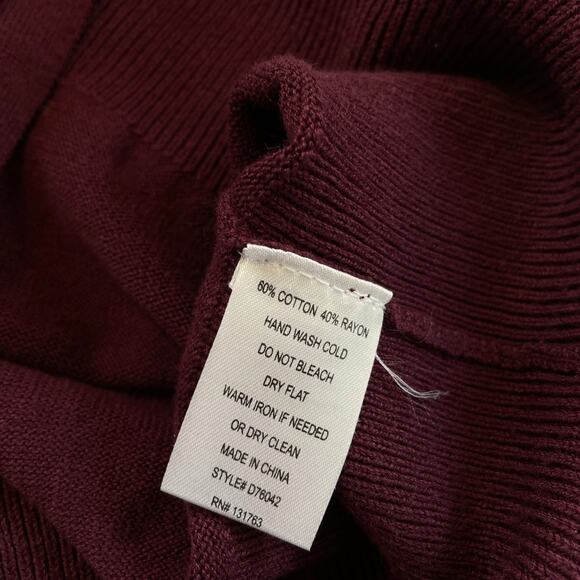 60% COTTON 40% RAYON
HAND WASH COLD
DO NOT BLEACH
DRY FLAT
WARM IRON IF NEEDED
OR DRY CLEAN
MADE IN CHINA
STYLE# D76042
RN# 131763